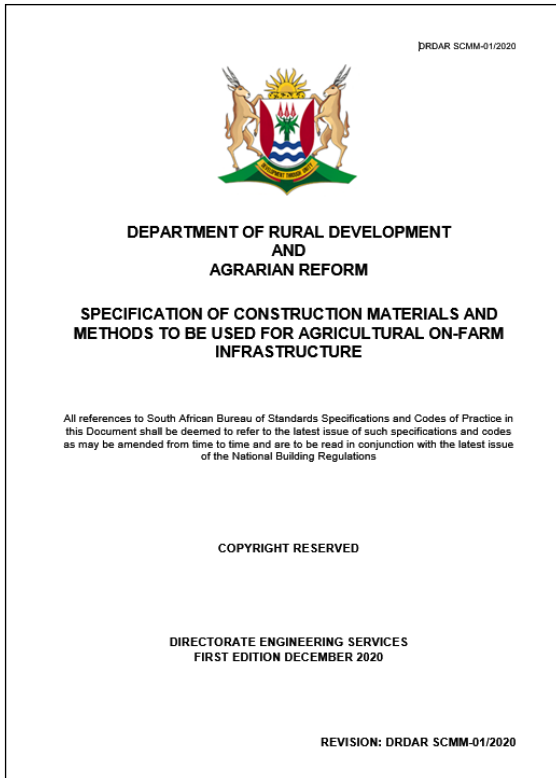 DRDAR SCMM-01/2020
DEVELOPMENT THROUGH UNITY
DEPARTMENT OF RURAL DEVELOPMENT
AND
AGRARIAN REFORM
SPECIFICATION OF CONSTRUCTION MATERIALS AND
METHODS TO BE USED FOR AGRICULTURAL ON-FARM
INFRASTRUCTURE
All references to South African Bureau of Standards Specifications and Codes of Practice in
this Document shall be deemed to refer to the latest issue of such specifications and codes
as may be amended from time to time and are to be read in conjunction with the latest issue
of the National Building Regulations
COPYRIGHT RESERVED
DIRECTORATE ENGINEERING SERVICES
FIRST EDITION DECEMBER 2020
REVISION: DRDAR SCMM-01/2020